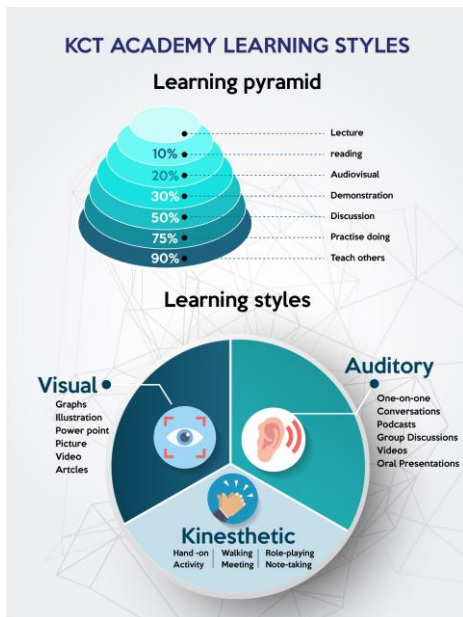 KCT ACADEMY LEARNING STYLES
Learning pyramid
Lecture
10% reading
20% Audiovisual
30% Demonstration
50% Discussion
75% Practise doing
90% Teach others
Learning styles
Visual
Graphs
Illustration
Power point
Picture
Video
Artcles
Auditory
One-on-one
Conversations
Podcasts
Group Discussions
Videos
Oral Presentations
Kinesthetic
Hand -on
Activity
Walking
Meeting
Role-playing
Note-taking